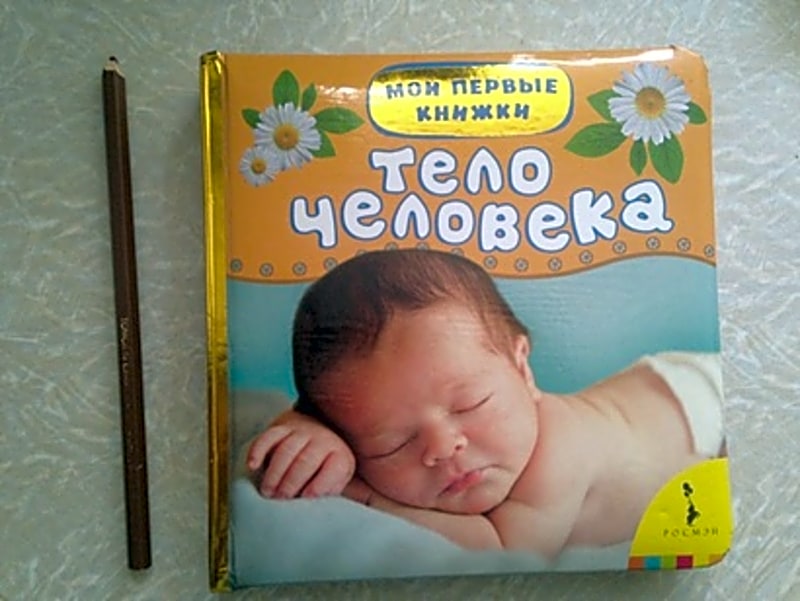 МОИ ПЕРВЫЕ
КНИЖКИ
Тело
человека
РОСМЭН